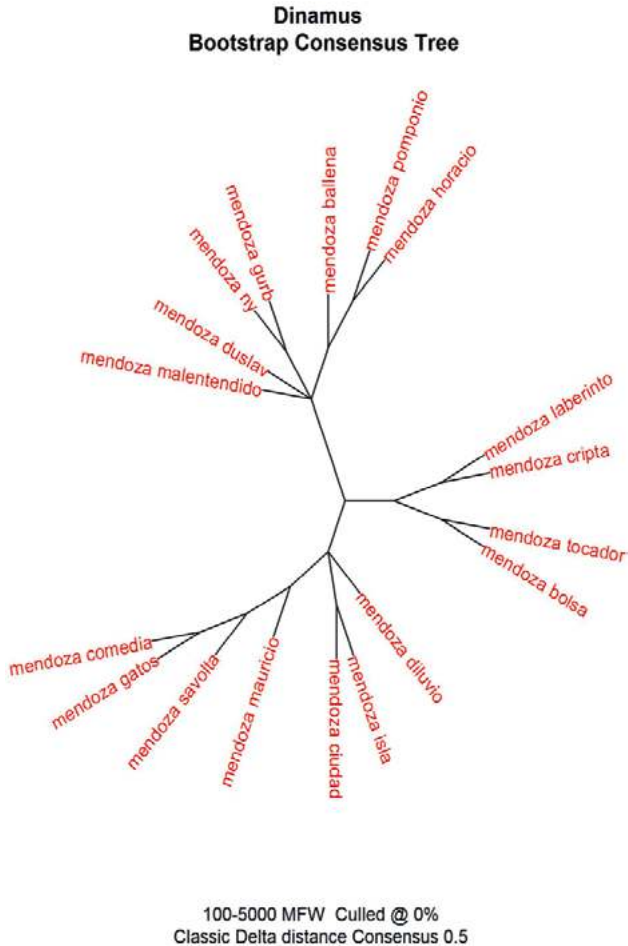 Dinamus
Bootstrap Consensus Tree
mendoza pomponio
mendoza horacio
mendoza ballena
mendoza gurb
mendoza ny
mendoza duslav
mendoza malentendido
mendoza laberinto
mendoza cripta
mendoza tocador
mendoza bolsa
mendoza diluvio
mendoza isla
mendoza ciudad
mendoza mauricio
mendoza savolta
mendoza gatos
mendoza comedia
100-5000 MFW Culled @ 0%
Classic Delta distance Consensus 0.5